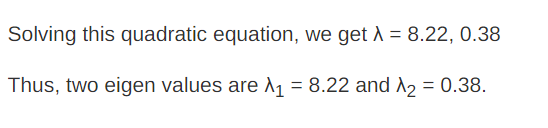 Solving this quadratic equation, we get λ = 8.22, 0.38
Thus, two eigen values are λ₁ = 8.22 and λ₂ = 0.38.